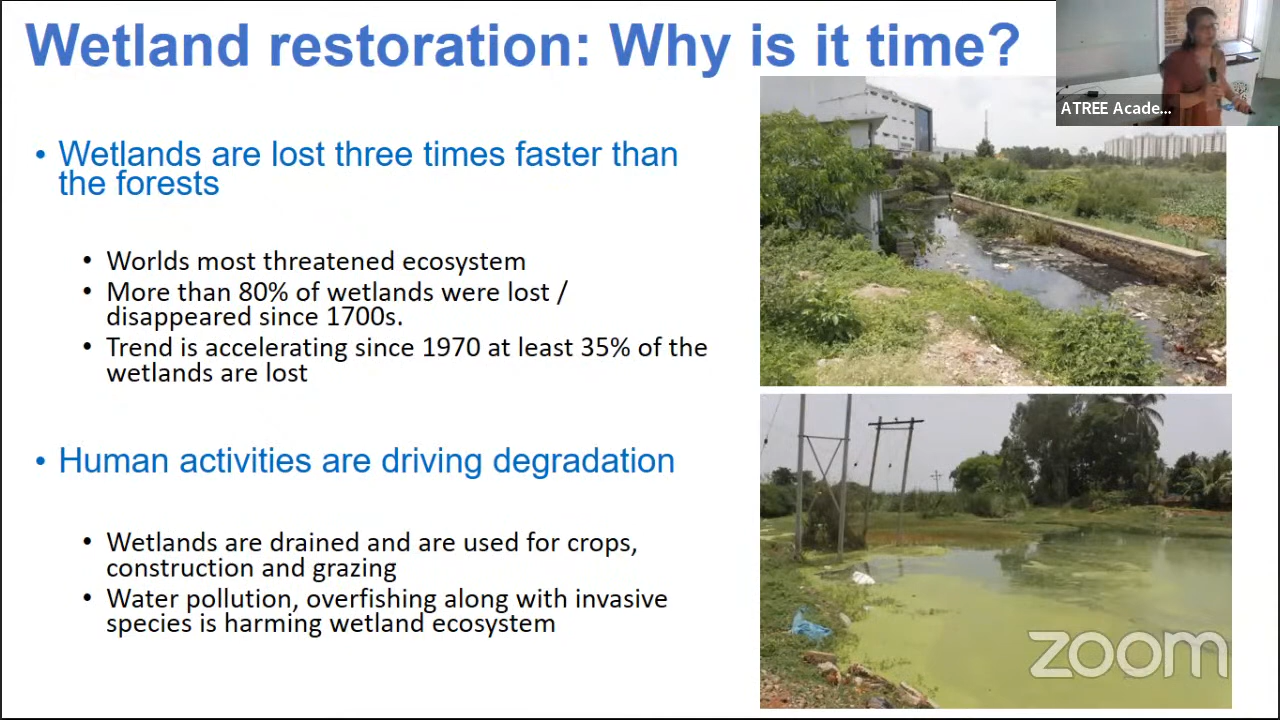 Wetland restoration: Why is it time?
ATREE Acade...
• Wetlands are lost three times faster than
the forests
• Worlds most threatened ecosystem
• More than 80% of wetlands were lost /
disappeared since 1700s.
• Trend is accelerating since 1970 at least 35% of the
wetlands are lost
• Human activities are driving degradation
• Wetlands are drained and are used for crops,
construction and grazing
• Water pollution, overfishing along with invasive
species is harming wetland ecosystem
zoom